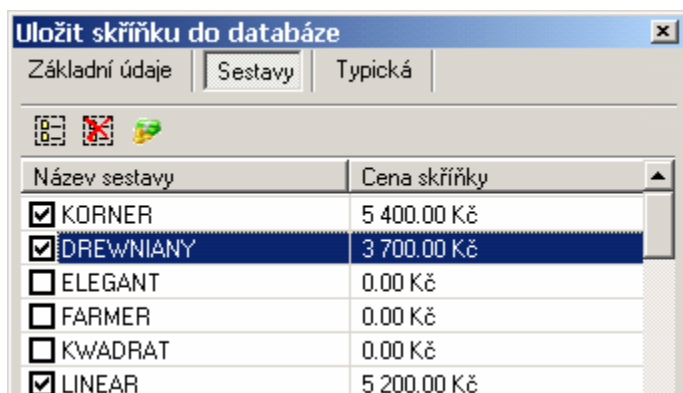 Uložit skříňku do databáze
Základní údaje Sestavy Typická
Název sestavy Cena skříňky
KORNER 5 400.00 Kč
DREWNIANY 3 700.00 Kč
ELEGANT 0.00 Kč
FARMER 0.00 Kč
KWADRAT 0.00 Kč
LINEAR 5 200.00 Kč